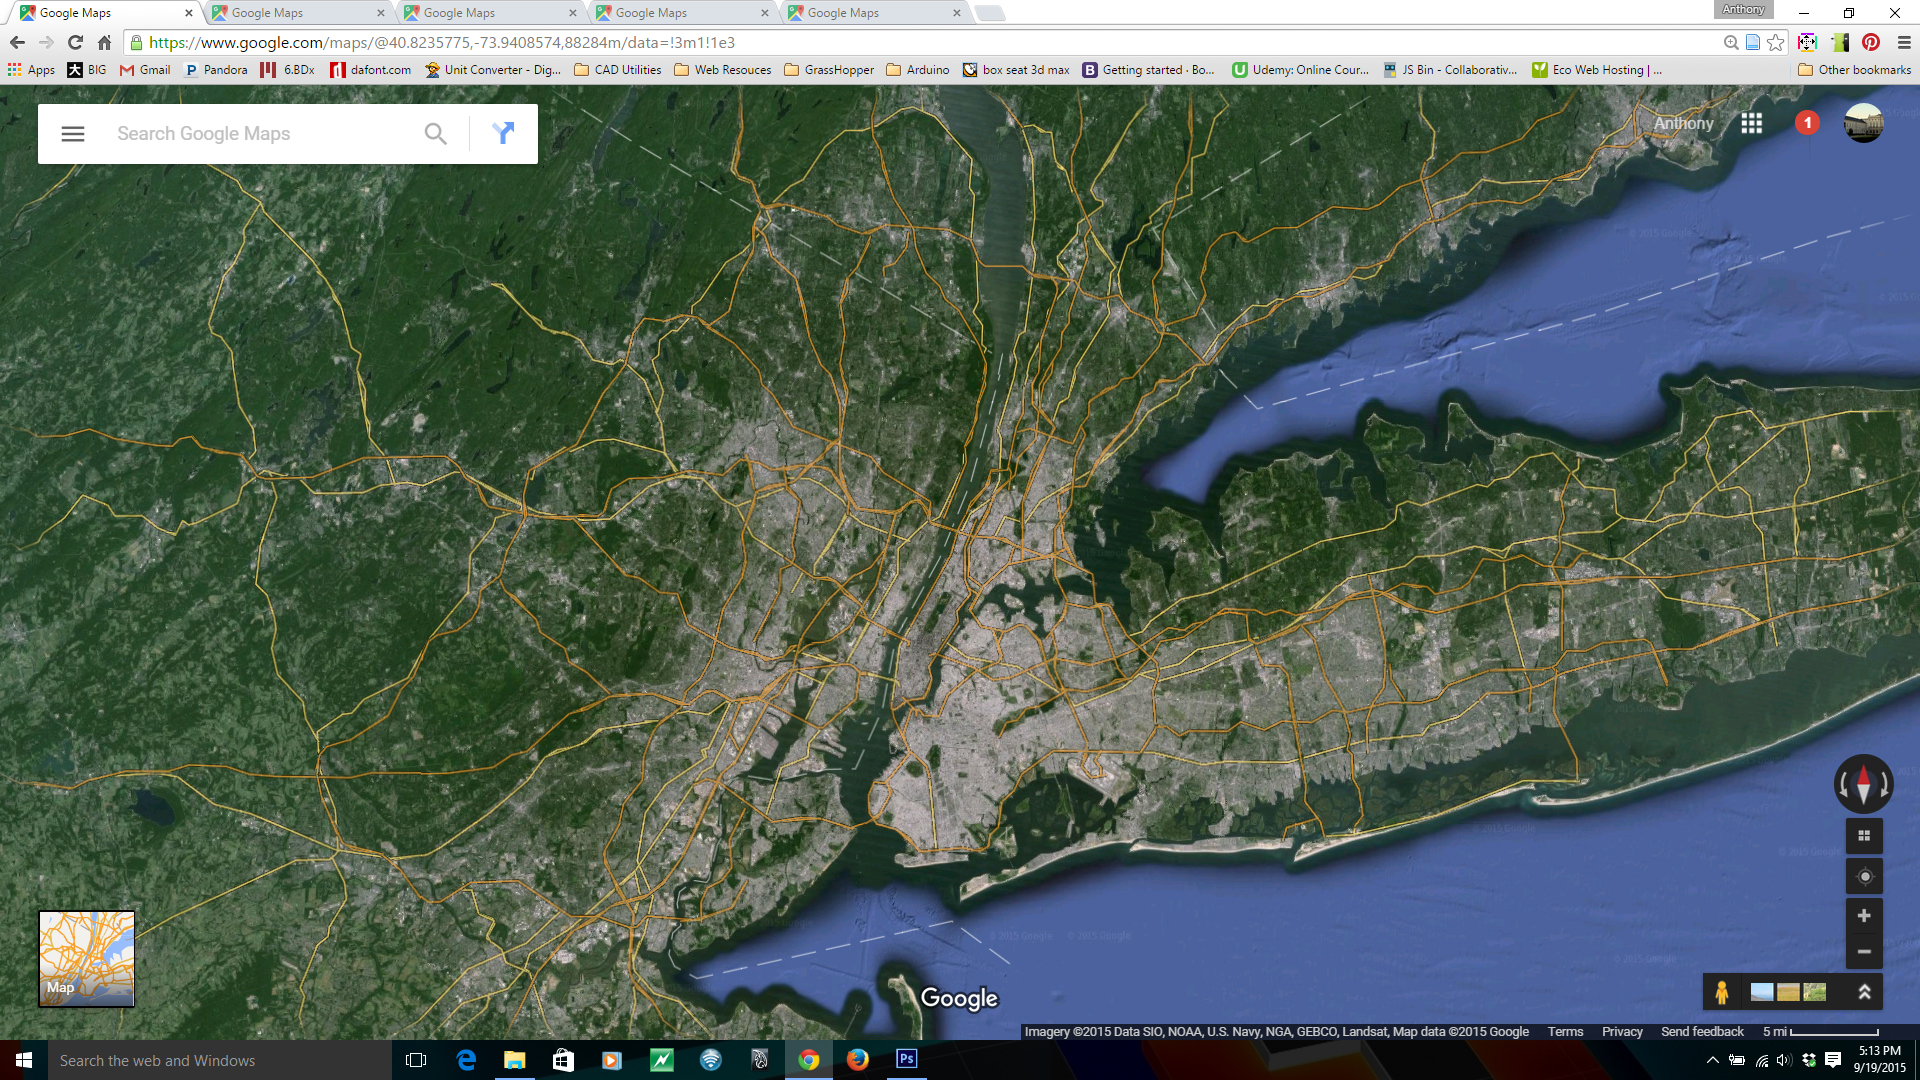 Google Maps
Google Maps
Google Maps
Google Maps
Google Maps
Anthony
https://www.google.com/maps/@40.8235775,-73.9408574,88284m/data=!3m1!1e3
Apps
BIG
Gmail
Pandora
6.BDx
dafont.com
Unit Converter - Dig...
CAD Utilities
Web Resouces
GrassHopper
Arduino
box seat 3d max
Getting started · Bo...
Udemy: Online Cour...
JS Bin - Collaborativ...
Eco Web Hosting | ...
Other bookmarks
Search Google Maps
Anthony
1
Map
Google
Imagery ©2015 Data SIO, NOAA, U.S. Navy, NGA, GEBCO, Landsat, Map data ©2015 Google
Terms
Privacy
Send feedback
5 mi
Search the web and Windows
Ps
5:13 PM
9/19/2015